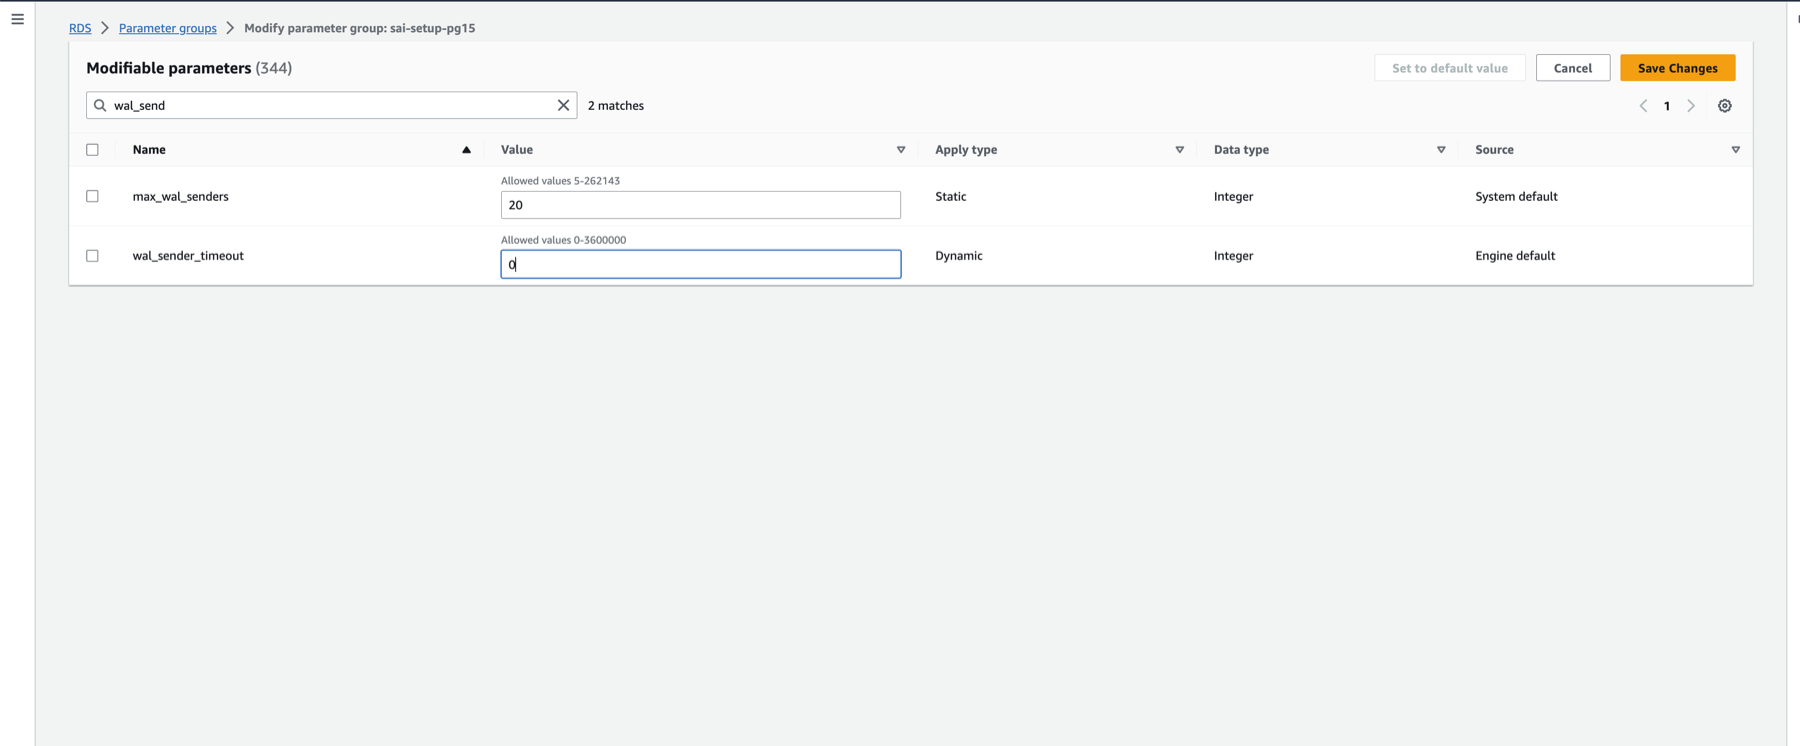 RDS > Parameter groups > Modify parameter group: sai-setup-pg15
Modifiable parameters (344)
Set to default value
Cancel
Save Changes
wal_send
2 matches
1
Name
Value
Apply type
Data type
Source
max_wal_senders
Allowed values 5-262143
20
Static
Integer
System default
wal_sender_timeout
Allowed values 0-3600000
0
Dynamic
Integer
Engine default